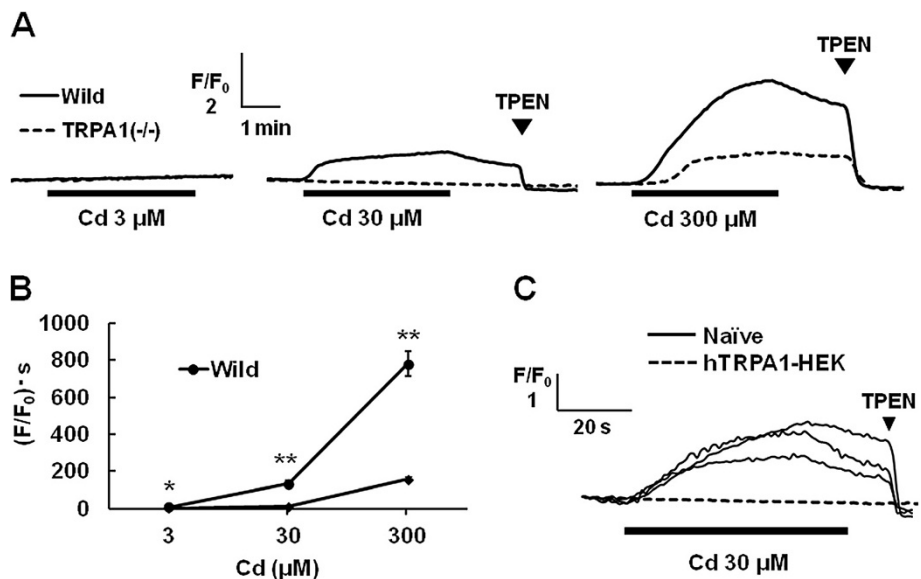 A
Wild
TRPA1(-/-)
F/F0
2
1 min
TPEN
TPEN
Cd 3 µM
Cd 30 µM
Cd 300 µM
B
1000
800
600
400
200
0
(F/F0)・s
Wild
*
**
**
3
30
300
Cd (µM)
C
Naïve
hTRPA1-HEK
F/F0
1
20 s
TPEN
Cd 30 µM